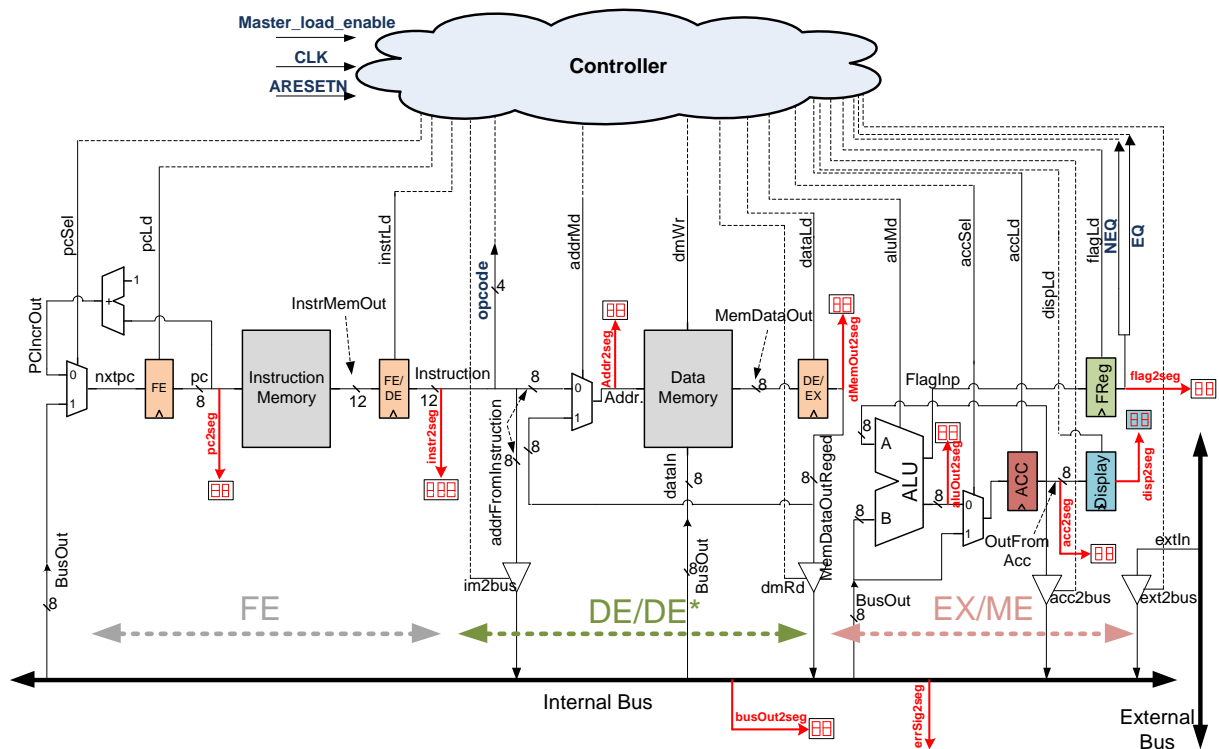 Master_load_enable
CLK
ARESETN
Controller
pcSel
pcLd
instrLd
opcode
4
addrMd
dmWr
dataLd
aluMd
accSel
accLd
dispLd
flagLd
NEQ
EQ
PCIncrOut
+
1
0
1
nxtpc
FE
pc
8
pc2seg
Instruction
Memory
InstrMemOut
12
FE/
DE
Instruction
12
instr2seg
8
addrFromInstruction
8
8
0
1
Addr2seg
Addr.
Data
Memory
MemDataOut
8
DE/
EX
dMemOut2seg
8
dataIn
8
BusOut
MemDataOutReged
8
FlagInp
8
A
B
ALU
8
8
aluOut2seg
0
1
ACC
OutFrom
Acc
8
acc2seg
FReg
flag2seg
Display
disp2seg
extIn
BusOut
8
im2bus
dmRd
BusOut
8
acc2bus
ext2bus
FE
DE/DE*
EX/ME
Internal Bus
busOut2seg
errSig2seg
External
Bus